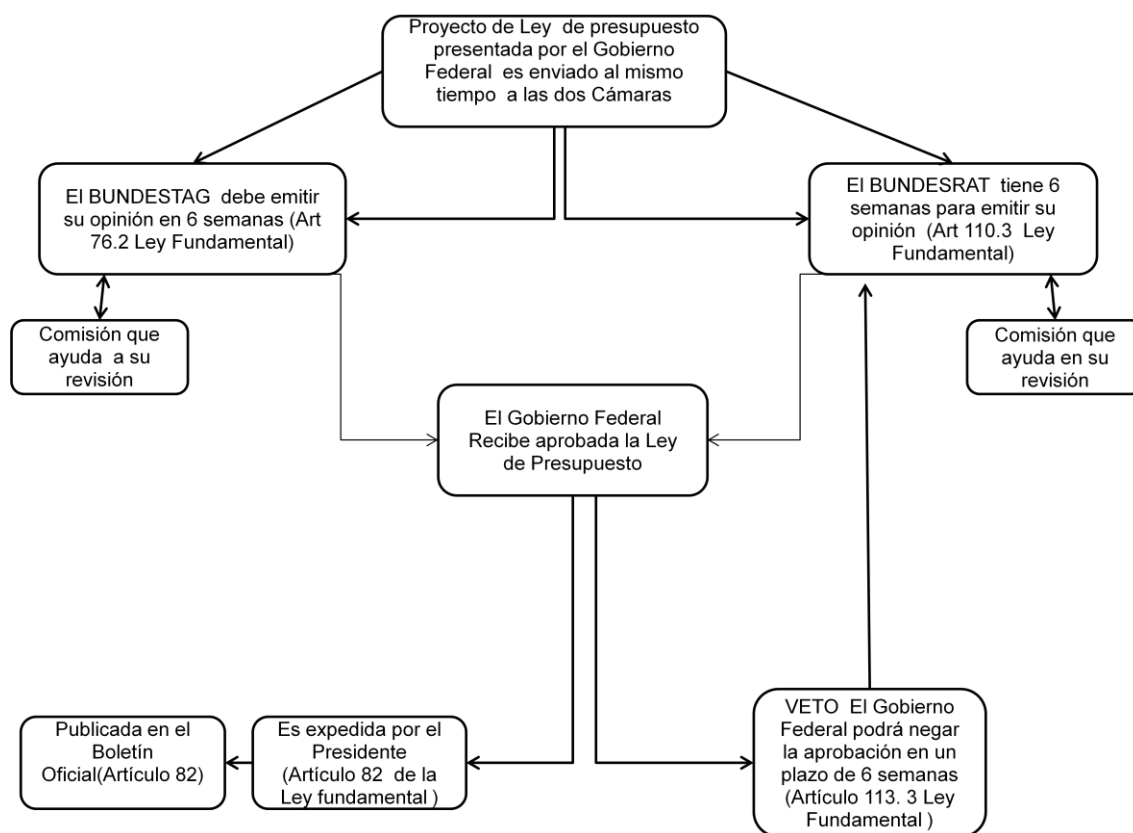 Proyecto de Ley de presupuesto
presentada por el Gobierno
Federal es enviado al mismo
tiempo a las dos Cámaras
El BUNDESTAG debe emitir
su opinión en 6 semanas (Art
76.2 Ley Fundamental)
El BUNDESRAT tiene 6
semanas para emitir su
opinión (Art 110.3 Ley
Fundamental)
Comisión que
ayuda a su
revisión
Comisión que
ayuda en su
revisión
El Gobierno Federal
Recibe aprobada la Ley
de Presupuesto
Publicada en el
Boletín
Oficial(Artículo 82)
Es expedida por el
Presidente
(Artículo 82 de la
Ley fundamental )
VETO El Gobierno
Federal podrá negar
la aprobación en un
plazo de 6 semanas
(Artículo 113. 3 Ley
Fundamental )